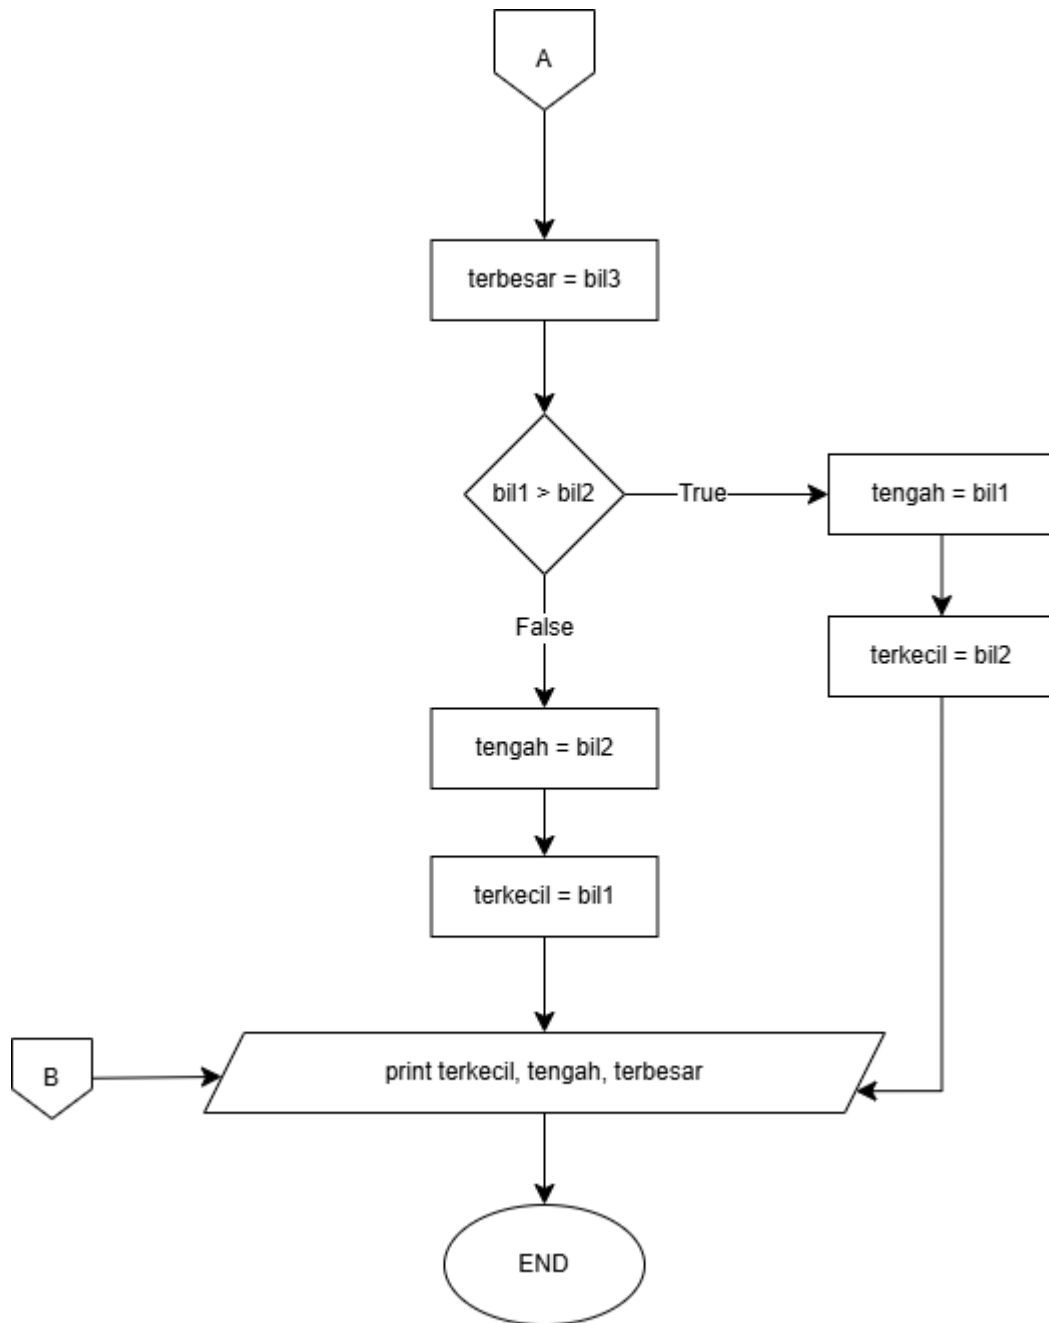 A
terbesar = bil3
bil1 > bil2
True
tengah = bil1
terkecil = bil2
False
tengah = bil2
terkecil = bil1
B
print terkecil, tengah, terbesar
END